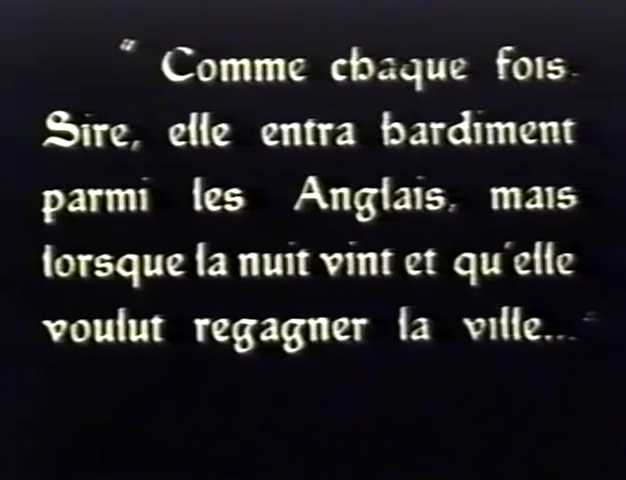 " Comme chaque fois.
Sire, elle entra hardiment
parmi les Anglais, mais
lorsque la nuit vint et qu'elle
voulut regagner la ville..."